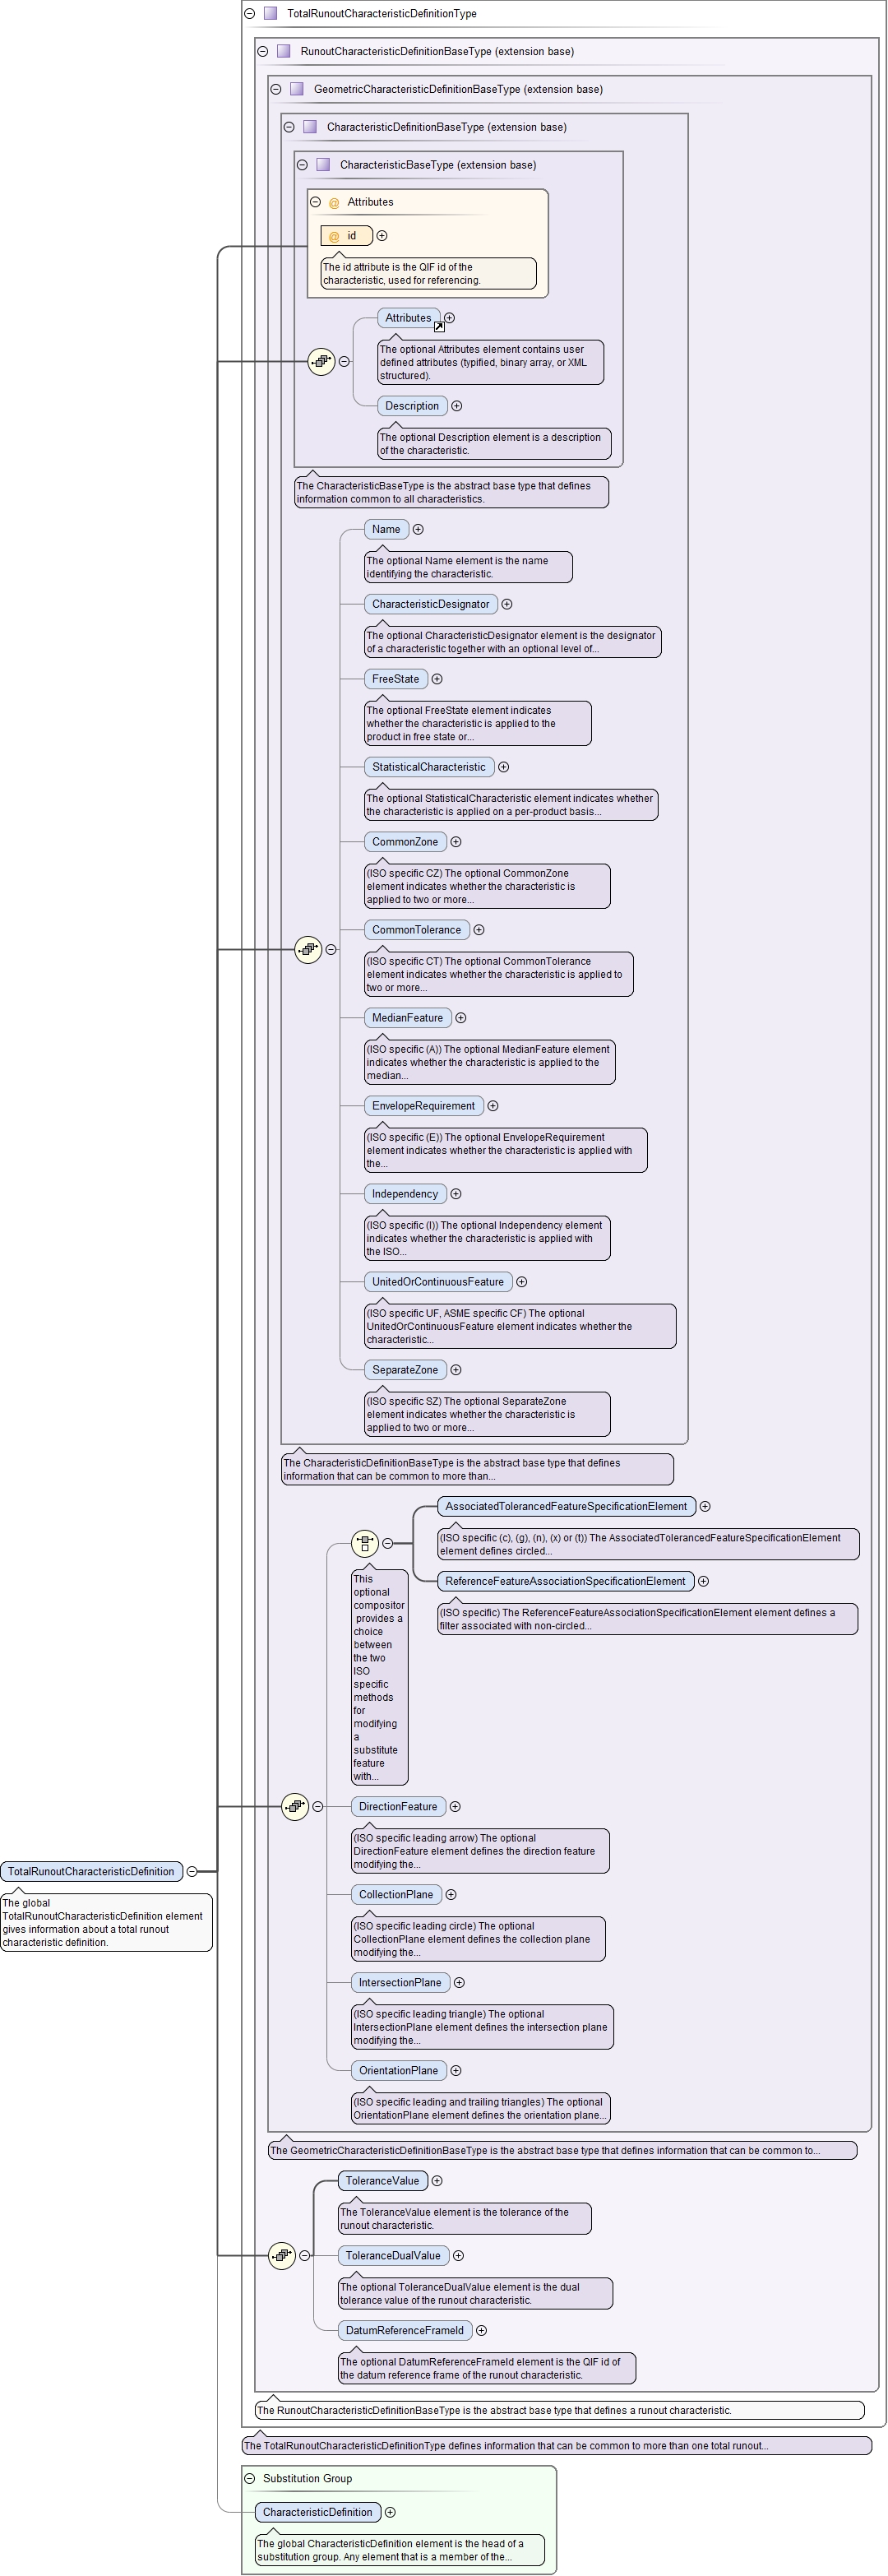 TotalRunoutCharacteristicDefinitionType
RunoutCharacteristicDefinitionBaseType (extension base)
GeometricCharacteristicDefinitionBaseType (extension base)
CharacteristicDefinitionBaseType (extension base)
CharacteristicBaseType (extension base)
@ Attributes
@ id
The id attribute is the QIF id of the
characteristic, used for referencing.
Attributes
The optional Attributes element contains user
defined attributes (typified, binary array, or XML
structured).
Description
The optional Description element is a description
of the characteristic.
The CharacteristicBaseType is the abstract base type that defines
information common to all characteristics.
Name
The optional Name element is the name
identifying the characteristic.
CharacteristicDesignator
The optional CharacteristicDesignator element is the designator
of a characteristic together with an optional level of...
FreeState
The optional FreeState element indicates
whether the characteristic is applied to the
product in free state or...
StatisticalCharacteristic
The optional StatisticalCharacteristic element indicates whether
the characteristic is applied on a per-product basis...
CommonZone
(ISO specific CZ) The optional CommonZone
element indicates whether the characteristic is
applied to two or more...
CommonTolerance
(ISO specific CT) The optional CommonTolerance
element indicates whether the characteristic is applied to
two or more...
MedianFeature
(ISO specific (A)) The optional MedianFeature element
indicates whether the characteristic is applied to the
median...
EnvelopeRequirement
(ISO specific (E)) The optional EnvelopeRequirement
element indicates whether the characteristic is applied with
the...
Independency
(ISO specific (I)) The optional Independency element
indicates whether the characteristic is applied with
the ISO...
UnitedOrContinuousFeature
(ISO specific UF, ASME specific CF) The optional
UnitedOrContinuousFeature element indicates whether the
characteristic...
SeparateZone
(ISO specific SZ) The optional SeparateZone
element indicates whether the characteristic is
applied to two or more...
The CharacteristicDefinitionBaseType is the abstract base type that defines
information that can be common to more than...
AssociatedTolerancedFeatureSpecificationElement
(ISO specific (c), (g), (n), (x) or (t)) The AssociatedTolerancedFeatureSpecificationElement
element defines circled...
ReferenceFeatureAssociationSpecificationElement
(ISO specific) The ReferenceFeatureAssociationSpecificationElement element defines a
filter associated with non-circled...
This
optional
compositor
provides a
choice
between
the two
ISO
specific
methods
for
modifying
a
substitute
feature
with...
DirectionFeature
(ISO specific leading arrow) The optional
DirectionFeature element defines the direction feature
modifying the...
TotalRunoutCharacteristicDefinition
The global
TotalRunoutCharacteristicDefinition element
gives information about a total runout
characteristic definition.
CollectionPlane
(ISO specific leading circle) The optional
CollectionPlane element defines the collection plane
modifying the...
IntersectionPlane
(ISO specific leading triangle) The optional
IntersectionPlane element defines the intersection plane
modifying the...
OrientationPlane
(ISO specific leading and trailing triangles) The optional
OrientationPlane element defines the orientation plane...
The GeometricCharacteristicDefinitionBaseType is the abstract base type that defines information that can be common to...
ToleranceValue
The ToleranceValue element is the tolerance of the
runout characteristic.
ToleranceDualValue
The optional ToleranceDualValue element is the dual
tolerance value of the runout characteristic.
DatumReferenceFrameId
The optional DatumReferenceFrameId element is the QIF id of
the datum reference frame of the runout characteristic.
The RunoutCharacteristicDefinitionBaseType is the abstract base type that defines a runout characteristic.
The TotalRunoutCharacteristicDefinitionType defines information that can be common to more than one total runout...
Substitution Group
CharacteristicDefinition
The global CharacteristicDefinition element is the head of a
substitution group. Any element that is a member of the...